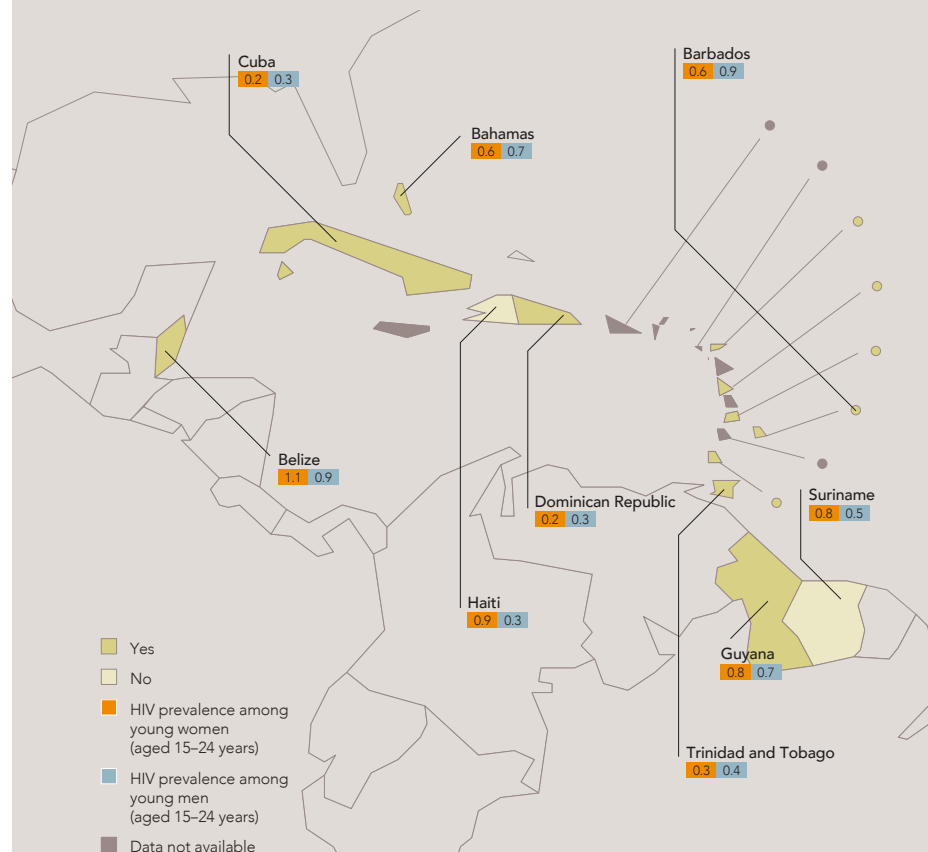 Cuba
0.2 0.3
Barbados
0.6 0.9
Bahamas
0.6 0.7
Belize
1.1 0.9
Dominican Republic
0.2 0.3
Suriname
0.8 0.5
Haiti
0.9 0.3
Guyana
0.8 0.7
Trinidad and Tobago
0.3 0.4
Yes
No
HIV prevalence among
young women
(aged 15–24 years)
HIV prevalence among
young men
(aged 15–24 years)
Data not available